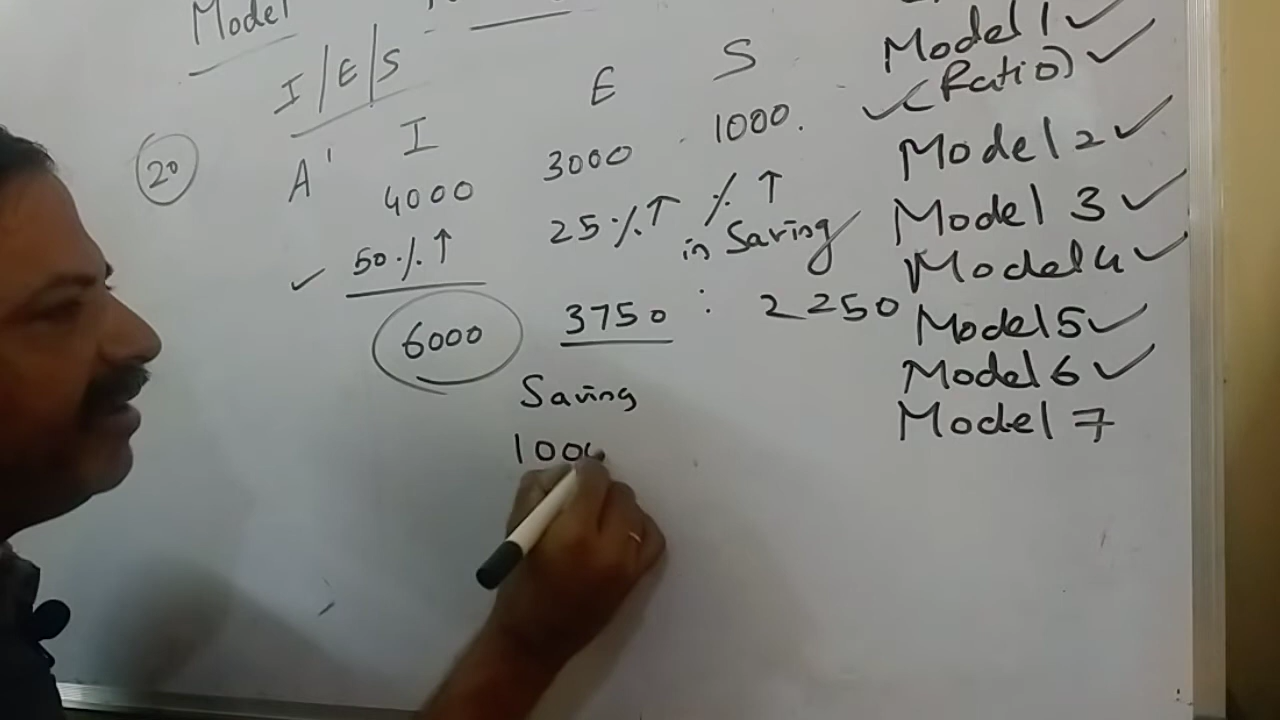 Model
I/E/S
20
I E S
A' 4000 3000 1000.
50%↑ 25%↑ %↑
in Saving
6000 3750 : 2250
Saving
100
Model 1 ✓
✓ (Ratio) ✓
Model 2 ✓
Model 3 ✓
Model 4 ✓
Model 5 ✓
Model 6 ✓
Model 7